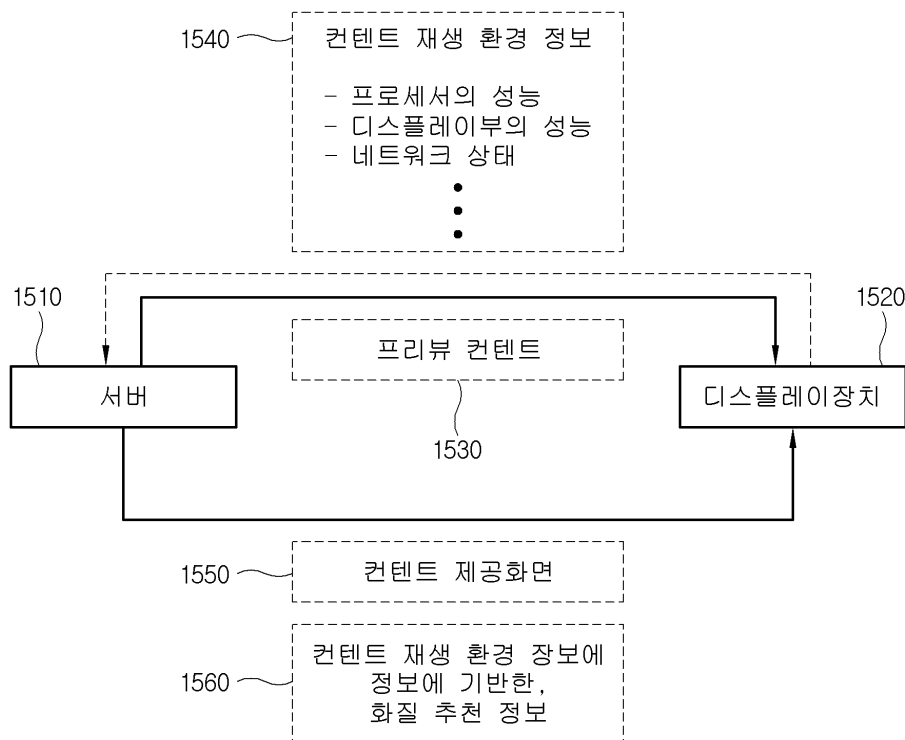 1540
컨텐트 재생 환경 정보
- 프로세서의 성능
- 디스플레이부의 성능
- 네트워크 상태
1510
1520
프리뷰 컨텐트
서버
디스플레이장치
1530
1550
컨텐트 제공화면
1560
컨텐트 재생 환경 장보에
정보에 기반한,
화질 추천 정보